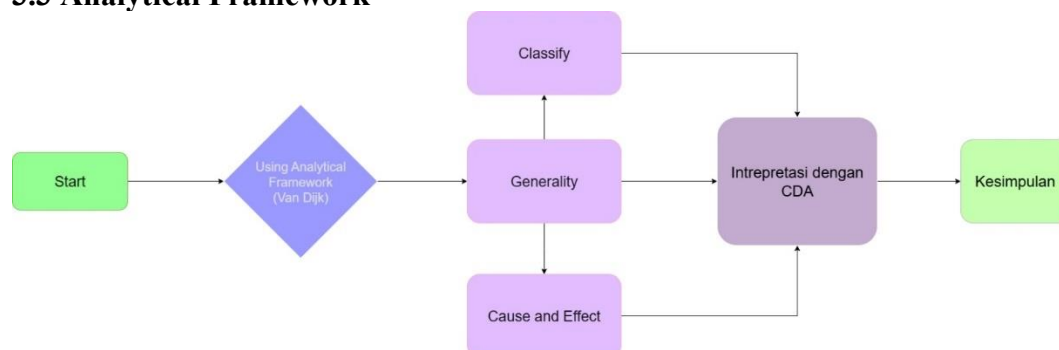 3.3 Analytical Framework
Classify
Start
Using Analytical
Framework
(Van Dijk)
Generality
Intrepretasi dengan
CDA
Kesimpulan
Cause and Effect